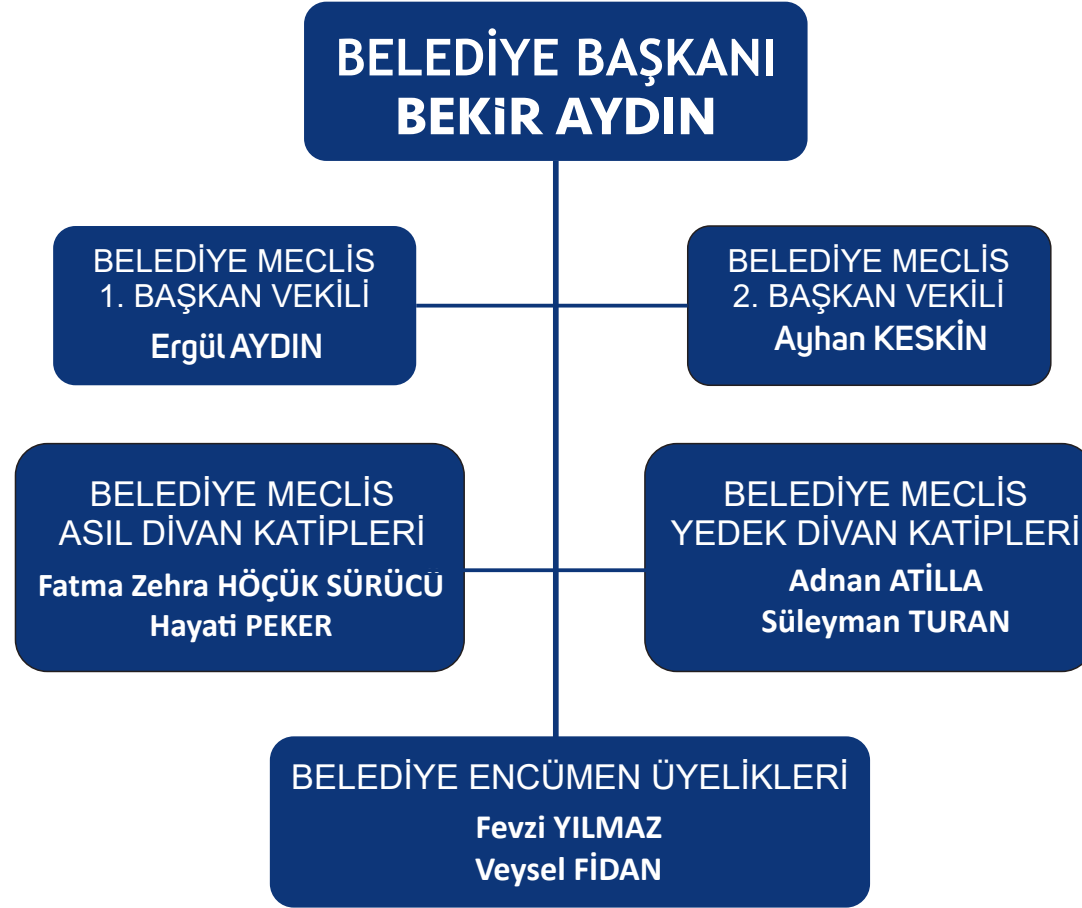 BELEDİYE BAŞKANI
BEKİR AYDIN
BELEDİYE MECLİS
1. BAŞKAN VEKİLİ
Ergül AYDIN
BELEDİYE MECLİS
2. BAŞKAN VEKİLİ
Ayhan KESKİN
BELEDİYE MECLİS
ASIL DİVAN KATİPLERİ
Fatma Zehra HÖÇÜK SÜRÜCÜ
Hayati PEKER
BELEDİYE MECLİS
YEDEK DİVAN KATİPLERİ
Adnan ATİLLA
Süleyman TURAN
BELEDİYE ENCÜMEN ÜYELİKLERİ
Fevzi YILMAZ
Veysel FİDAN